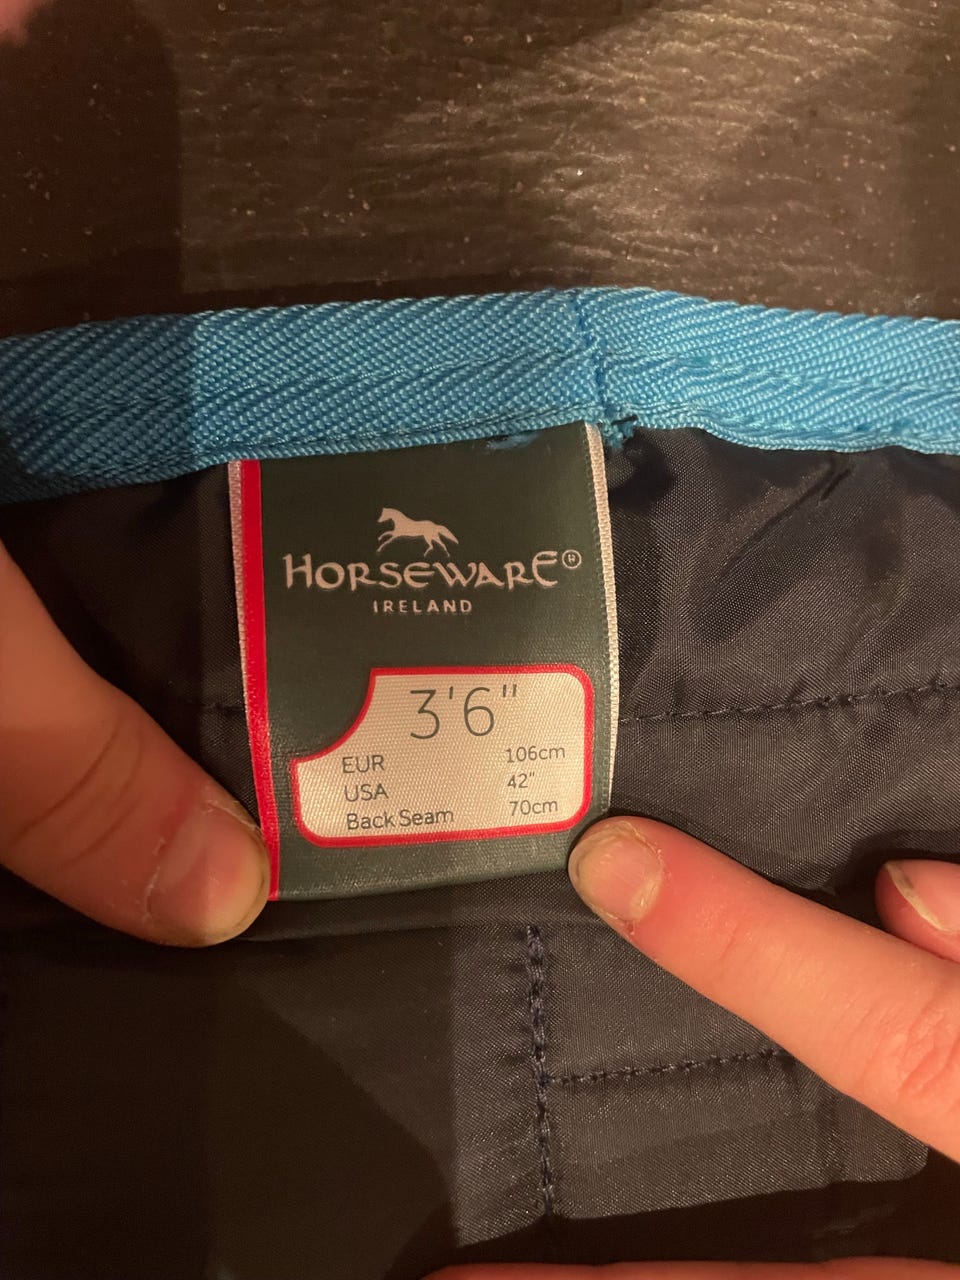 HORSEWARE®
IRELAND
3'6"
EUR 106cm
USA 42"
Back Seam 70cm